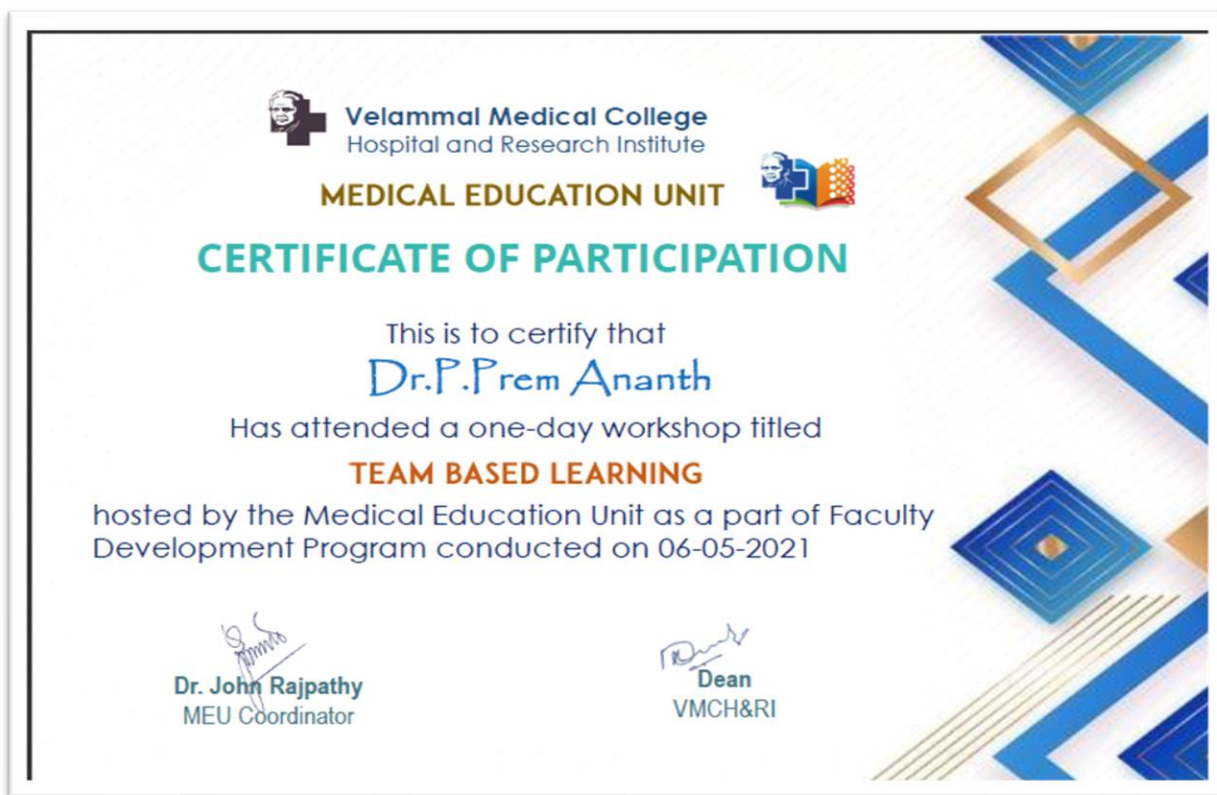 Velammal Medical College
Hospital and Research Institute
MEDICAL EDUCATION UNIT
CERTIFICATE OF PARTICIPATION
This is to certify that
Dr.P.Prem Ananth
Has attended a one-day workshop titled
TEAM BASED LEARNING
hosted by the Medical Education Unit as a part of Faculty
Development Program conducted on 06-05-2021
Dr. John Rajpathy
MEU Coordinator
Dean
VMCH&RI